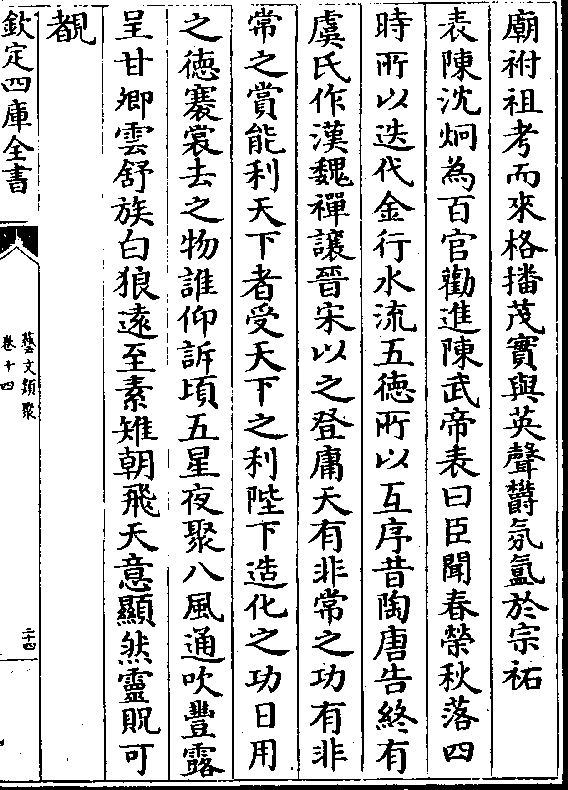 廟祔祖考而來格播茂實與英聲欝氛氲於宗祏
表陳沈炯為百官勸進陳武帝表曰臣聞春榮秋落四
時所以迭代金行水流五德所以互序昔陶唐告終有
虞氏作漢魏禪讓晉宋以之登庸天有非常之功有非
常之賞能利天下者受天下之利陛下造化之功日用
之徳褰裳去之物誰仰訴頃五星夜聚八風通吹豐露
呈甘卿雲舒族白狼遠至素雉朝飛天意顯然靈貺可
覩
欽定四庫全書
藝文類聚
卷十四
二十四